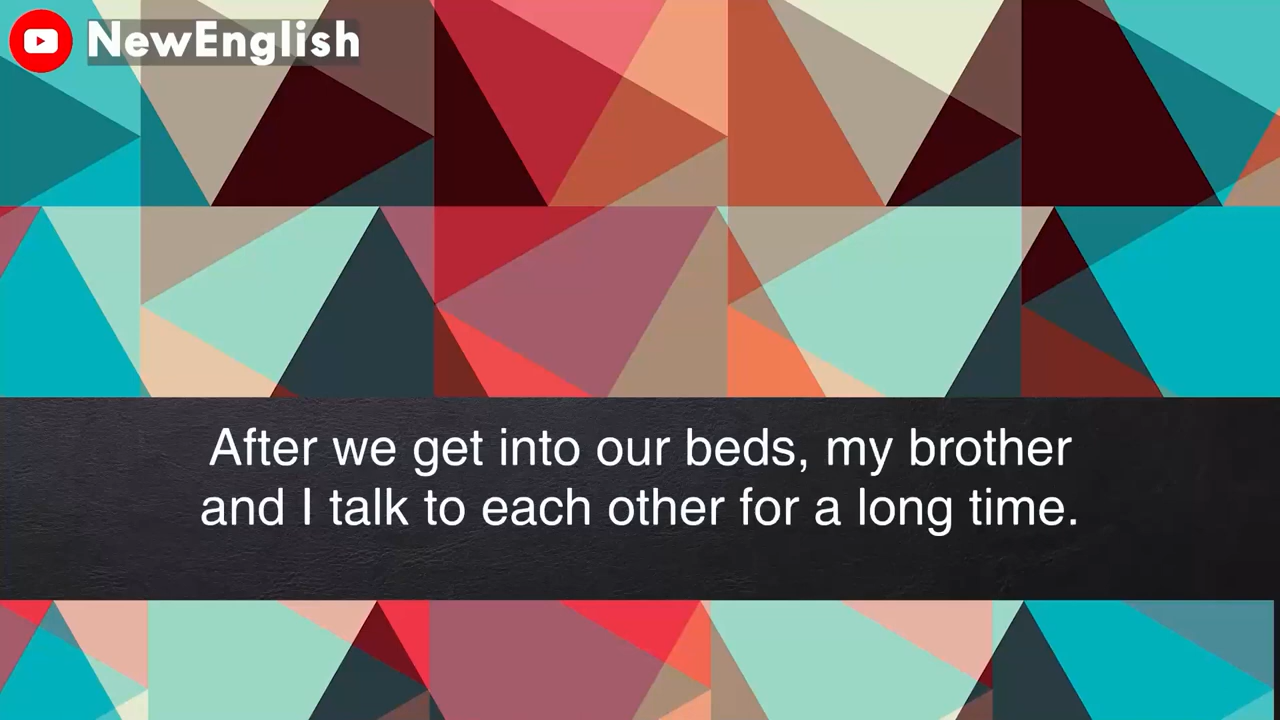 NewEnglish
After we get into our beds, my brother
and I talk to each other for a long time.